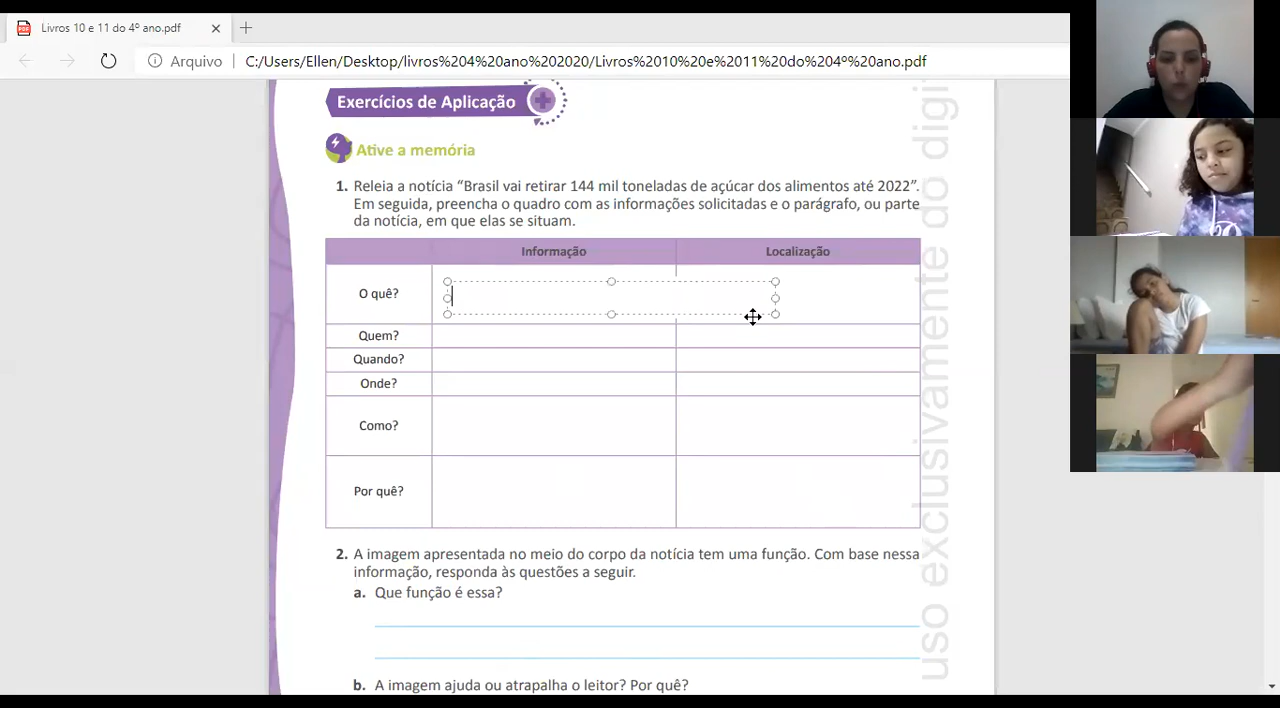 Livros 10 e 11 do 4º ano.pdf
Arquivo
C:/Users/Ellen/Desktop/livros%204%20ano%202020/Livros%2010%20e%2011%20do%204º%20ano.pdf
Exercícios de Aplicação
Ative a memória
1. Releia a notícia “Brasil vai retirar 144 mil toneladas de açúcar dos alimentos até 2022”.
Em seguida, preencha o quadro com as informações solicitadas e o parágrafo, ou parte
da notícia, em que elas se situam.
Informação Localização
O quê?
Quem?
Quando?
Onde?
Como?
Por quê?
2. A imagem apresentada no meio do corpo da notícia tem uma função. Com base nessa
informação, responda às questões a seguir.
a. Que função é essa?
b. A imagem ajuda ou atrapalha o leitor? Por quê?
uso exclusivamente do digi